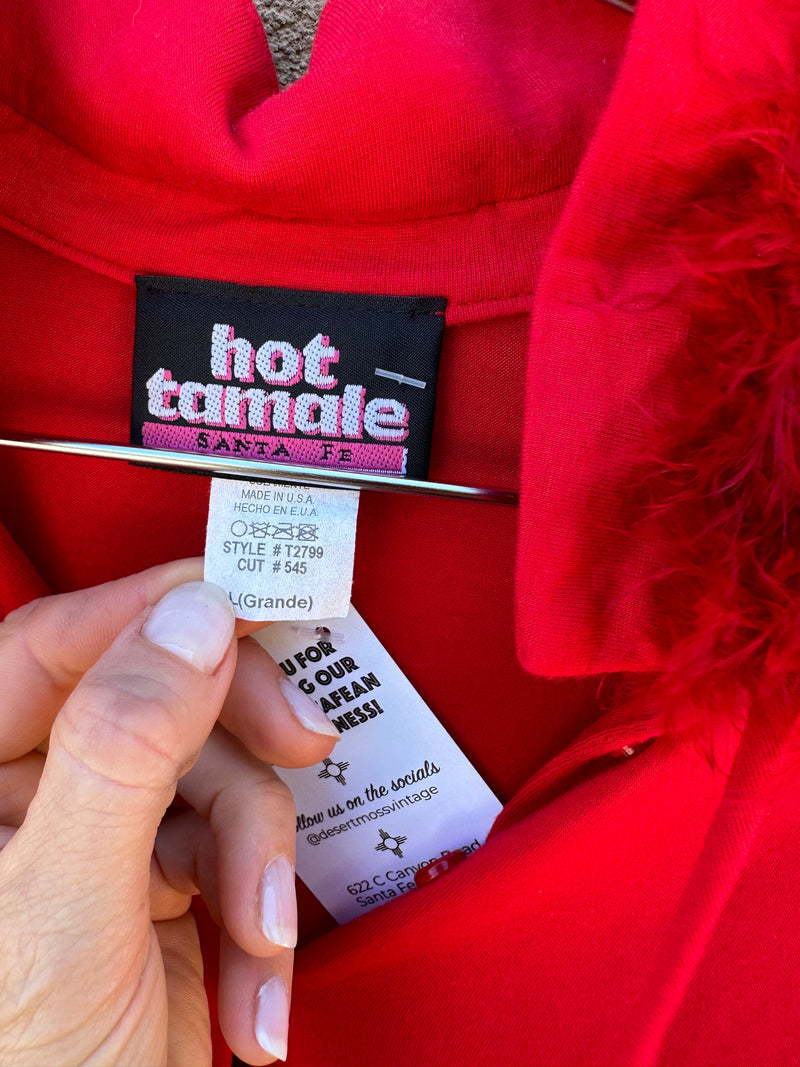 hot
tamale
SANTA FE
MADE IN U.S.A.
HECHO EN E.U.A.
STYLE # T2799
CUT # 545
L(Grande)
U FOR
G OUR
AFEAN
NESS!
llow us on the socials
@desertmossvintage
622 C Canyon Road
Santa Fe